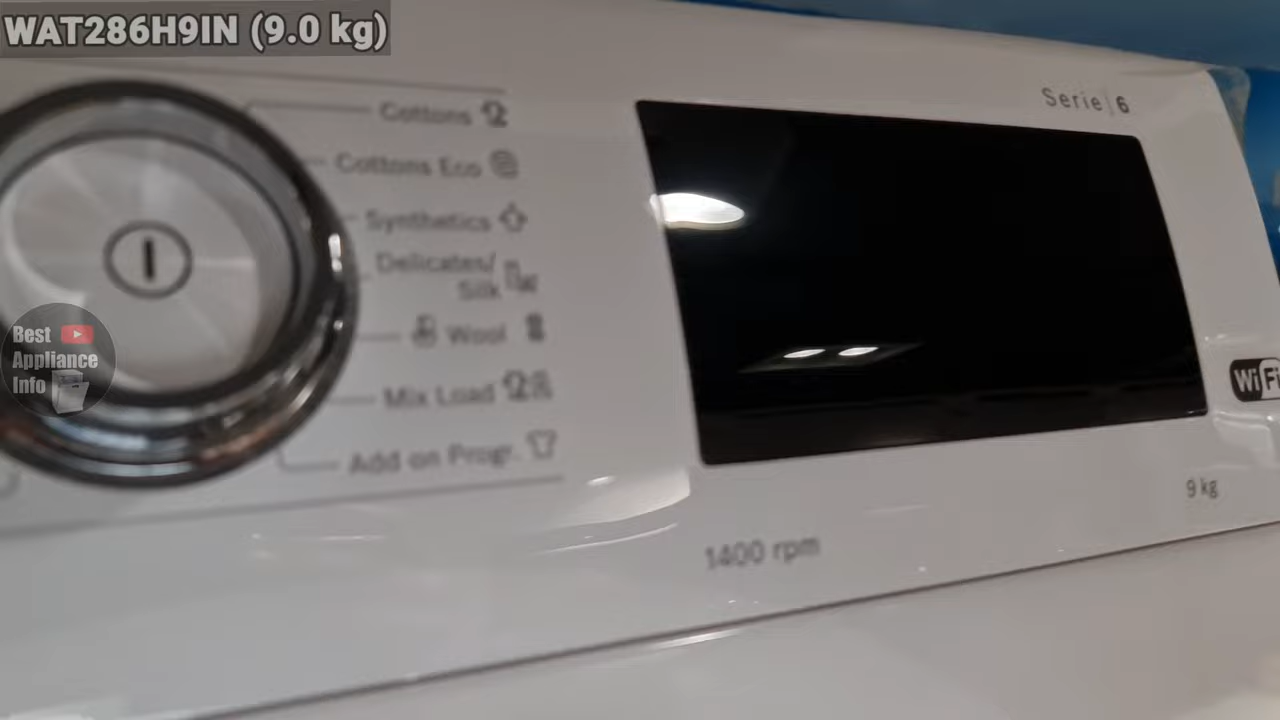 WAT286H9IN (9.0 kg)
Serie 6
Cottons
Cottons Eco
Synthetics
Delicates/
Silk
Wool
Mix Load
Add on Progr.
WiFi
9 kg
1400 rpm
Best
Appliance
Info